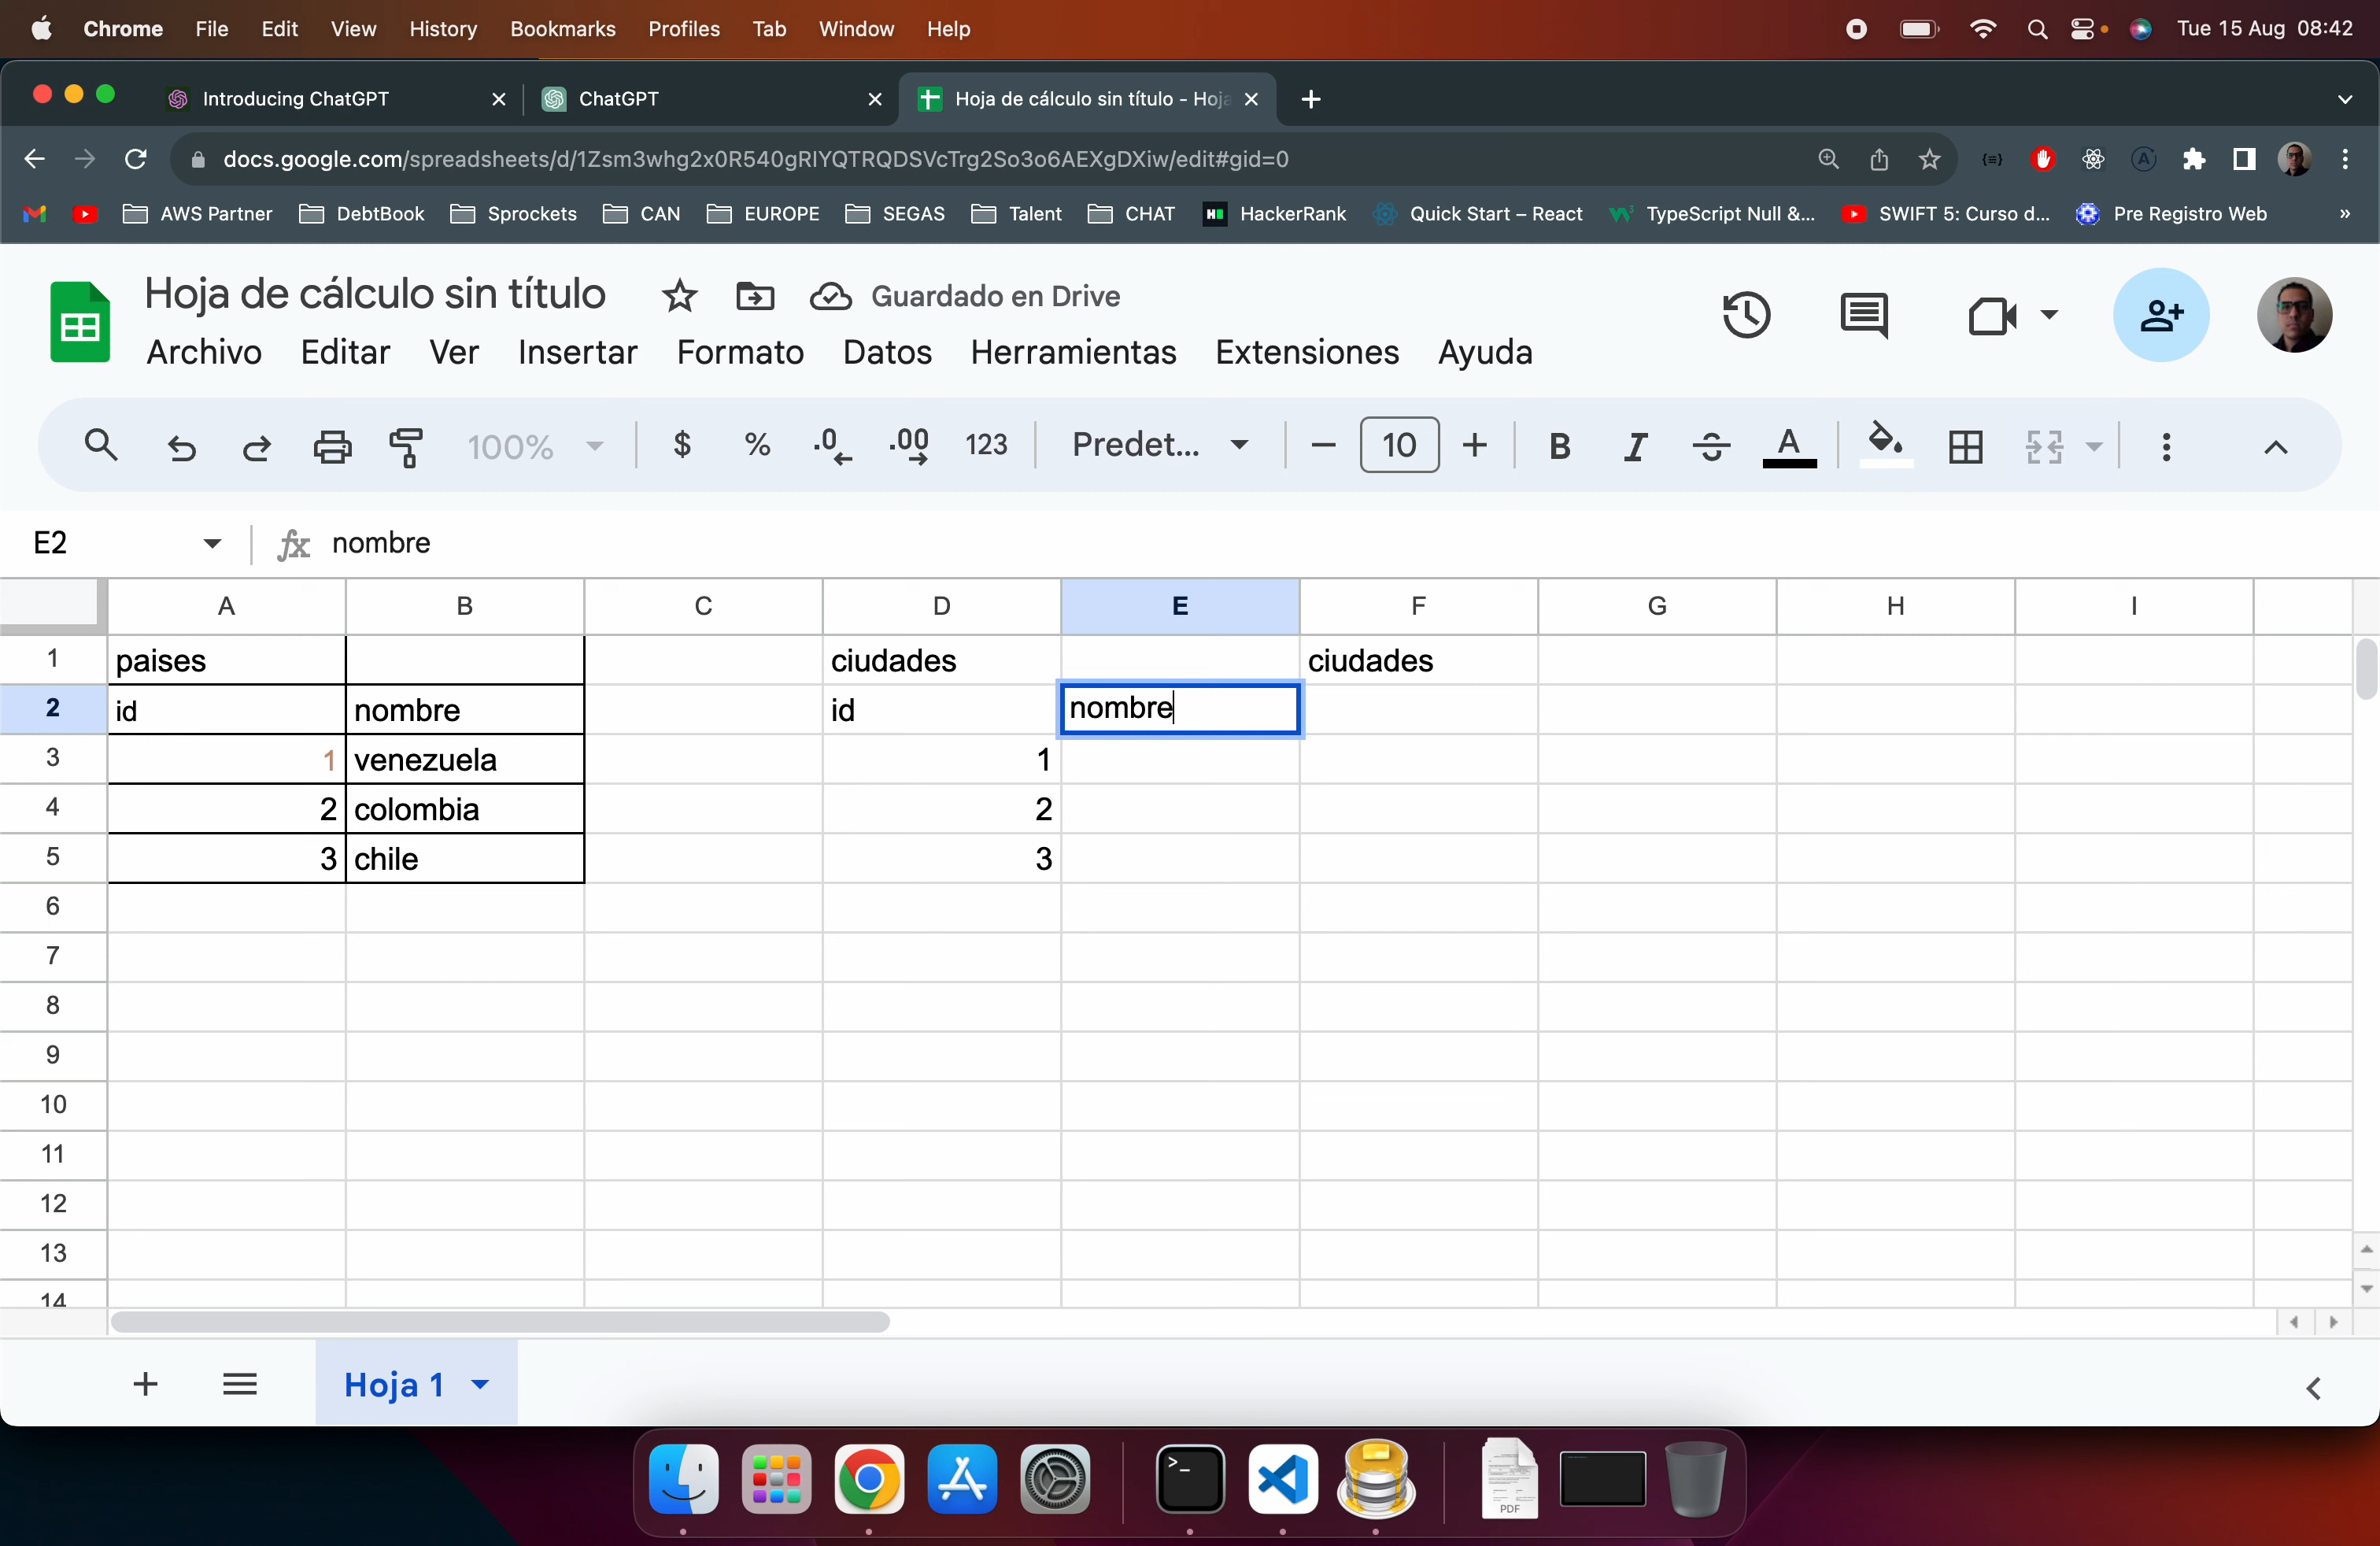 Chrome File Edit View History Bookmarks Profiles Tab Window Help Tue 15 Aug 08:42
Introducing ChatGPT ChatGPT Hoja de cálculo sin título - Hoja
docs.google.com/spreadsheets/d/1Zsm3whg2x0R540gRIYQTRQDSVcTrg2So3o6AEXgDXiw/edit#gid=0
AWS Partner DebtBook Sprockets CAN EUROPE SEGAS Talent CHAT HackerRank Quick Start – React TypeScript Null &... SWIFT 5: Curso d... Pre Registro Web »
Hoja de cálculo sin título Guardado en Drive
Archivo Editar Ver Insertar Formato Datos Herramientas Extensiones Ayuda
100% $ % .0 .00 123 Predet... 10 B I S A
E2 fx nombre
A B C D E F G H I
1 paises ciudades ciudades
2 id nombre id nombre
3 1 venezuela 1
4 2 colombia 2
5 3 chile 3
6
7
8
9
10
11
12
13
14
Hoja 1
PDF